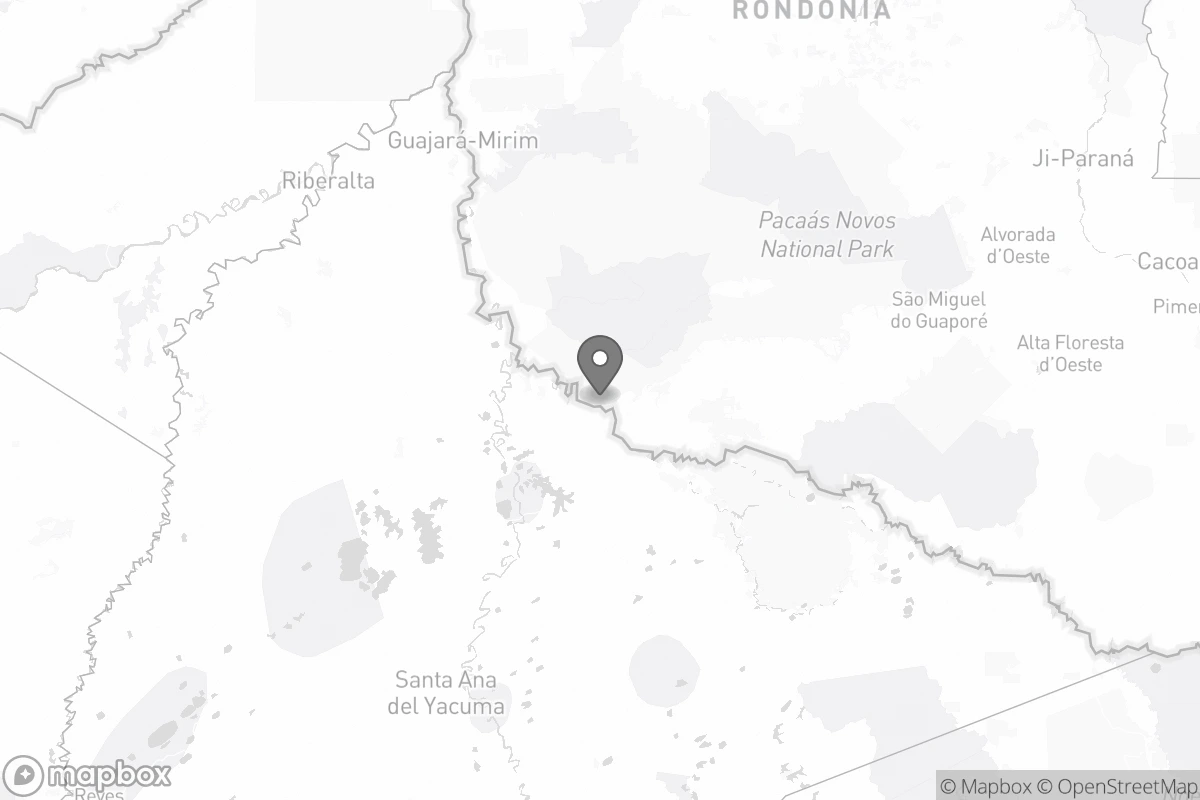 RONDONIA
Guajará-Mirim
Ji-Paraná
Riberalta
Pacaás Novos
National Park
Alvorada
d'Oeste
Cacoa
São Miguel
do Guaporé
Pimen
Alta Floresta
d'Oeste
Santa Ana
del Yacuma
mapbox
Reyes
© Mapbox © OpenStreetMap